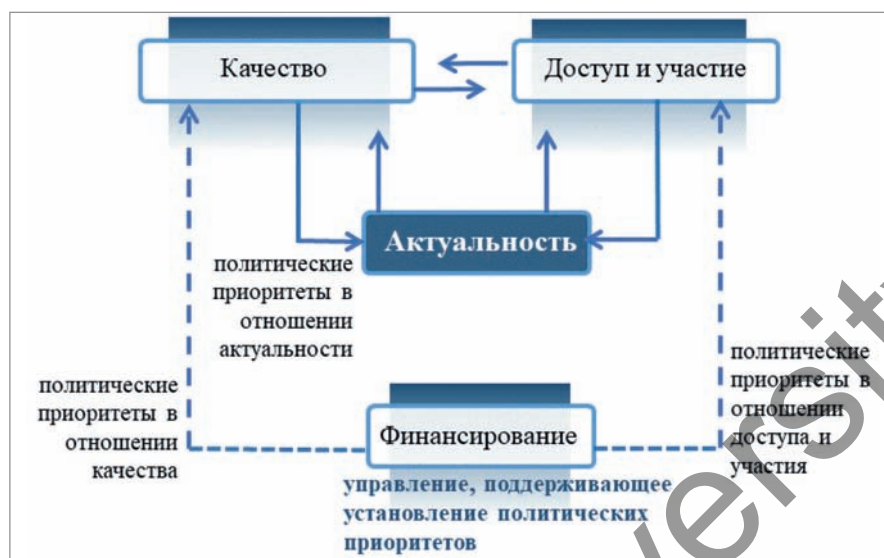 Качество
Доступ и участие
Актуальность
политические
приоритеты в
отношении
актуальности
политические
приоритеты в
отношении
качества
политические
приоритеты в
отношении
доступа и
участия
Финансирование
управление, поддерживающее
установление политических
приоритетов